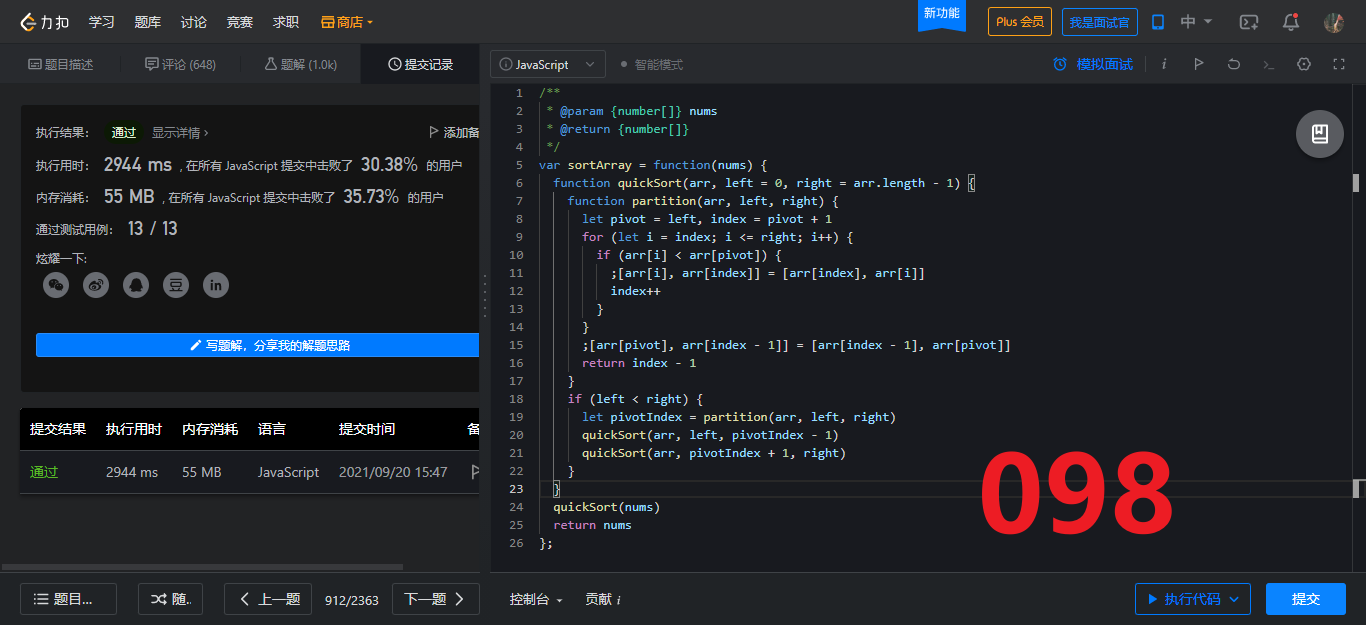 力扣 学习 题库 讨论 竞赛 求职 商店 新功能 Plus 会员 我是面试官 中
题目描述 评论 (648) 题解 (1.0k) 提交记录 i JavaScript 智能模式 模拟面试 i
执行结果： 通过 显示详情 › 添加备
执行用时： 2944 ms , 在所有 JavaScript 提交中击败了 30.38% 的用户
内存消耗： 55 MB , 在所有 JavaScript 提交中击败了 35.73% 的用户
通过测试用例： 13 / 13
炫耀一下:
豆 in
写题解，分享我的解题思路
提交结果 执行用时 内存消耗 语言 提交时间 备
通过 2944 ms 55 MB JavaScript 2021/09/20 15:47
1 /**
2  * @param {number[]} nums
3  * @return {number[]}
4  */
5 var sortArray = function(nums) {
6   function quickSort(arr, left = 0, right = arr.length - 1) {
7     function partition(arr, left, right) {
8       let pivot = left, index = pivot + 1
9       for (let i = index; i <= right; i++) {
10         if (arr[i] < arr[pivot]) {
11           ;[arr[i], arr[index]] = [arr[index], arr[i]]
12           index++
13         }
14       }
15       ;[arr[pivot], arr[index - 1]] = [arr[index - 1], arr[pivot]]
16       return index - 1
17     }
18     if (left < right) {
19       let pivotIndex = partition(arr, left, right)
20       quickSort(arr, left, pivotIndex - 1)
21       quickSort(arr, pivotIndex + 1, right)
22     }
23   }
24   quickSort(nums)
25   return nums
26 };
098
题目... 随.. 上一题 912/2363 下一题 控制台 贡献 i 执行代码 提交